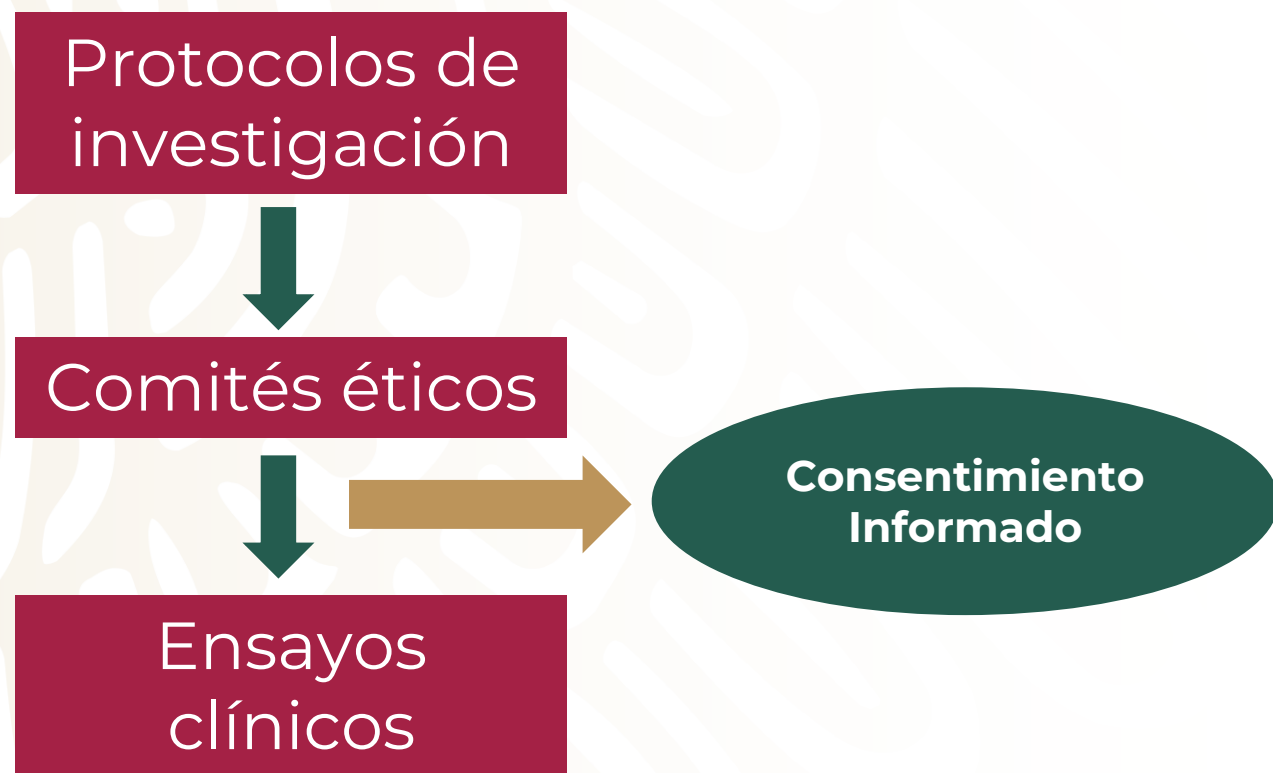 Protocolos de
investigación
Comités éticos
Consentimiento
Informado
Ensayos
clínicos